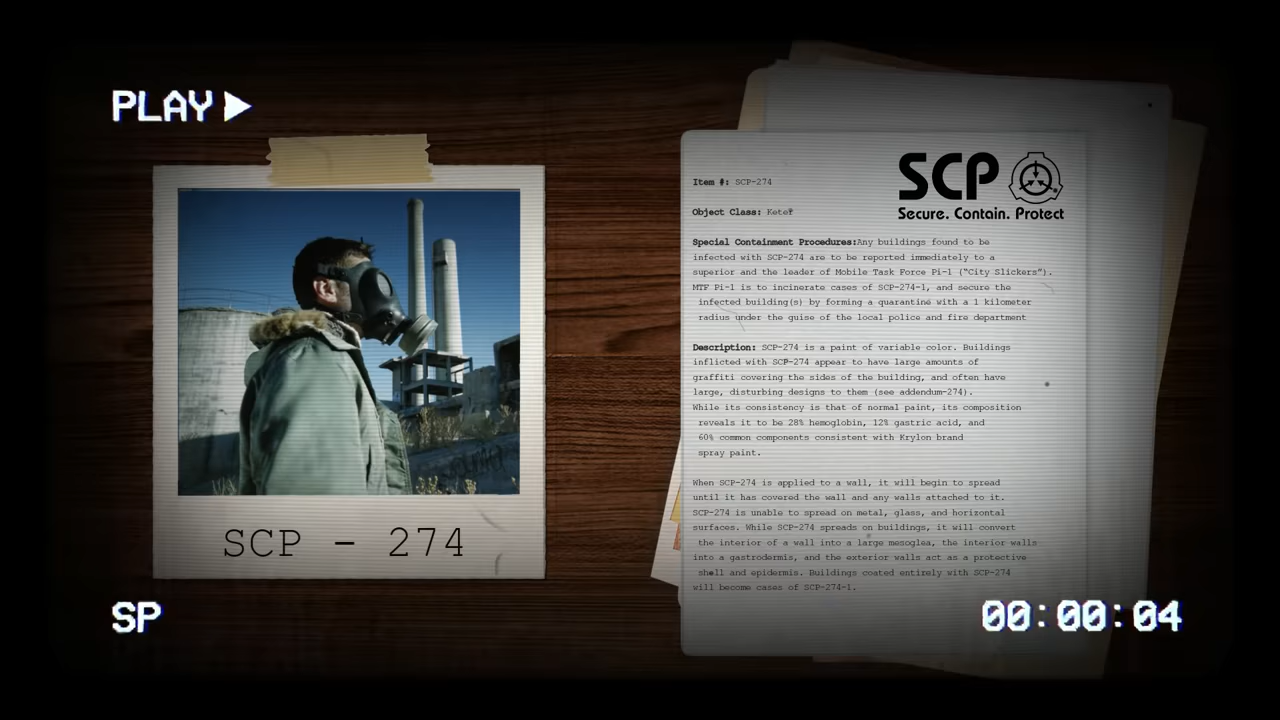 PLAY
SCP - 274
SP
SCP
Secure. Contain. Protect
Item #: SCP-274
Object Class: Keter
Special Containment Procedures:Any buildings found to be
infected with SCP-274 are to be reported immediately to a
superior and the leader of Mobile Task Force Pi-1 (“City Slickers”).
MTF Pi-1 is to incinerate cases of SCP-274-1, and secure the
infected building(s) by forming a quarantine with a 1 kilometer
radius under the guise of the local police and fire department
Description: SCP-274 is a paint of variable color. Buildings
inflicted with SCP-274 appear to have large amounts of
graffiti covering the sides of the building, and often have
large, disturbing designs to them (see addendum-274).
While its consistency is that of normal paint, its composition
reveals it to be 28% hemoglobin, 12% gastric acid, and
60% common components consistent with Krylon brand
spray paint.
When SCP-274 is applied to a wall, it will begin to spread
until it has covered the wall and any walls attached to it.
SCP-274 is unable to spread on metal, glass, and horizontal
surfaces. While SCP-274 spreads on buildings, it will convert
the interior of a wall into a large mesoglea, the interior walls
into a gastrodermis, and the exterior walls act as a protective
shell and epidermis. Buildings coated entirely with SCP-274
will become cases of SCP-274-1.
00:00:04